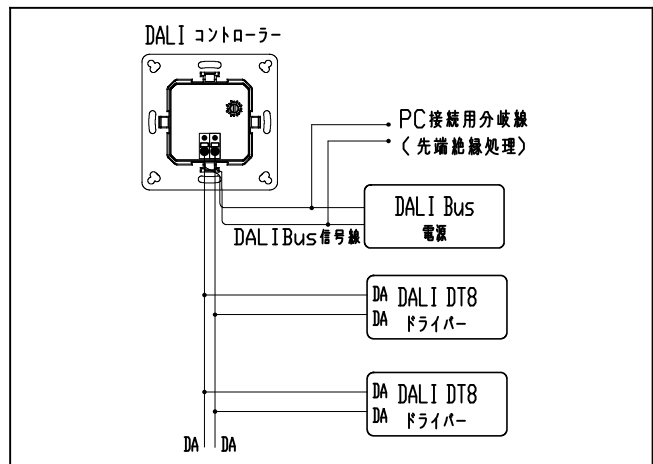 DALI コントローラー
PC接続用分岐線
(先端絶縁処理)
DALI Bus
電源
DALIBus信号線
DA DALI DT8
DA ドライバー
DA DALI DT8
DA ドライバー
DA DA